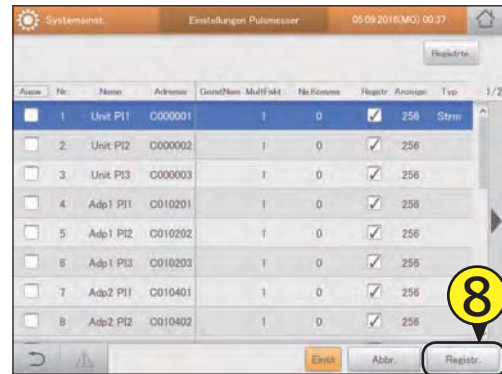 Systemeinst. Einstellungen Pulsmesser 05.09.2016(MO) 00:37
Registrte
Ausw. Nr. Name Adresse MultFakt Registr Anzeige Typ 1/2
1 Unit PI1 C000001 1 0 256 Strm
2 Unit PI2 C000002 1 0 256
3 Unit PI3 C000003 1 0 256
4 Adp1 PI1 C010201 1 0 256
5 Adp1 PI2 C010202 1 0 256
6 Adp1 PI3 C010203 1 0 256
7 Adp2 PI1 C010401 1 0 256
8 Adp2 PI2 C010402 1 0 256
8
Einst Abbr. Registr.